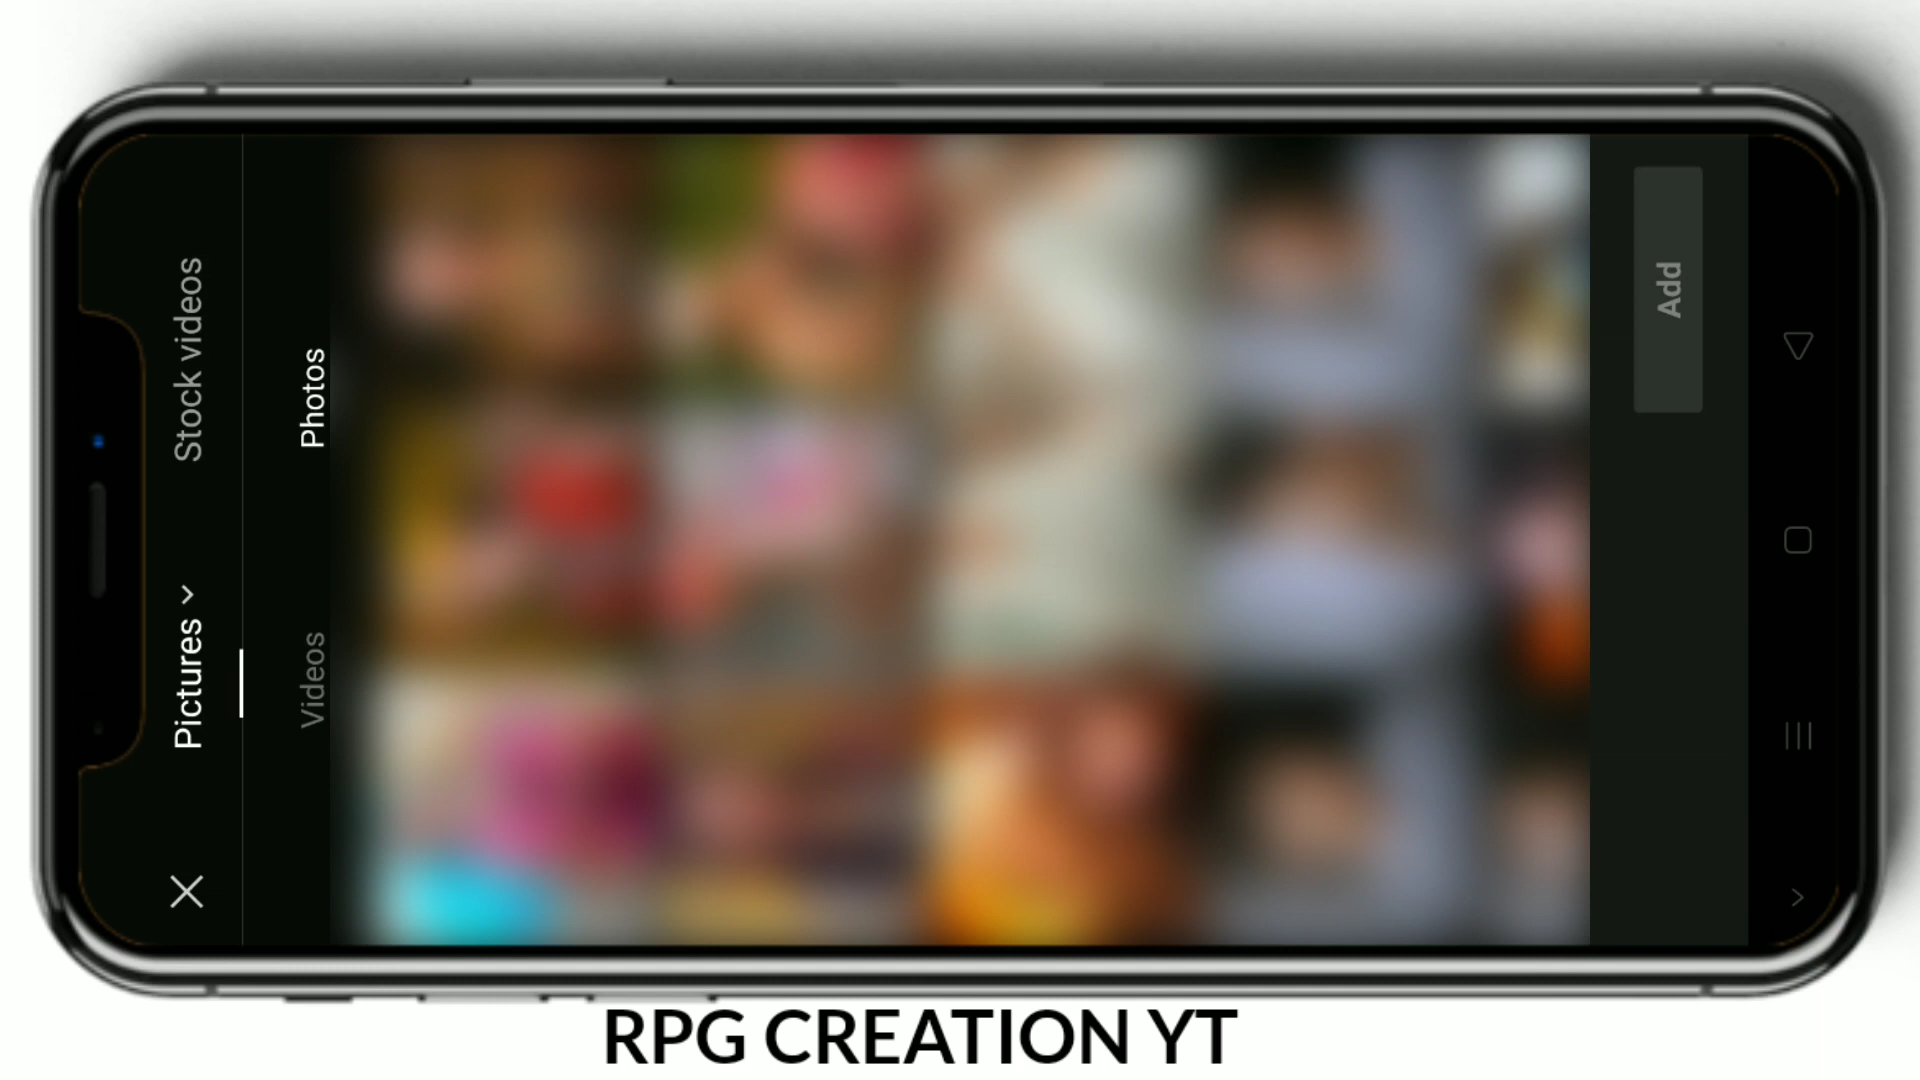 Pictures
Stock videos
Videos
Photos
Add
RPG CREATION YT